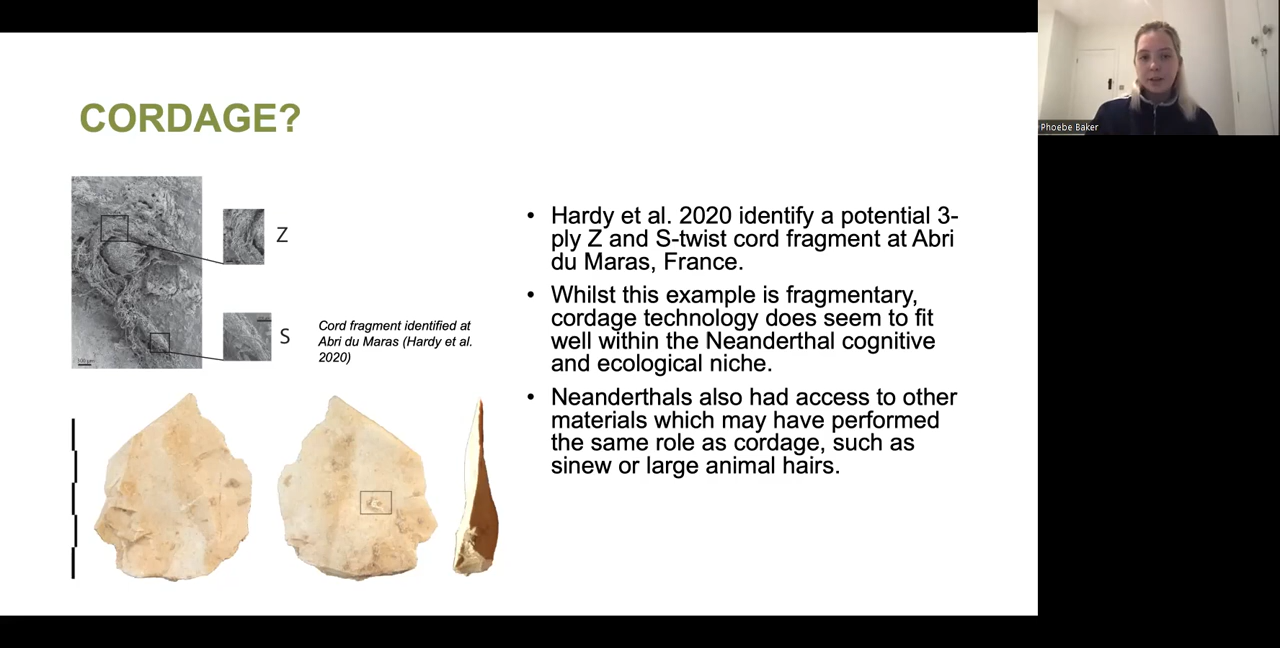 CORDAGE?
Z
S
Cord fragment identified at
Abri du Maras (Hardy et al.
2020)
• Hardy et al. 2020 identify a potential 3-
ply Z and S-twist cord fragment at Abri
du Maras, France.
• Whilst this example is fragmentary,
cordage technology does seem to fit
well within the Neanderthal cognitive
and ecological niche.
• Neanderthals also had access to other
materials which may have performed
the same role as cordage, such as
sinew or large animal hairs.
Phoebe Baker